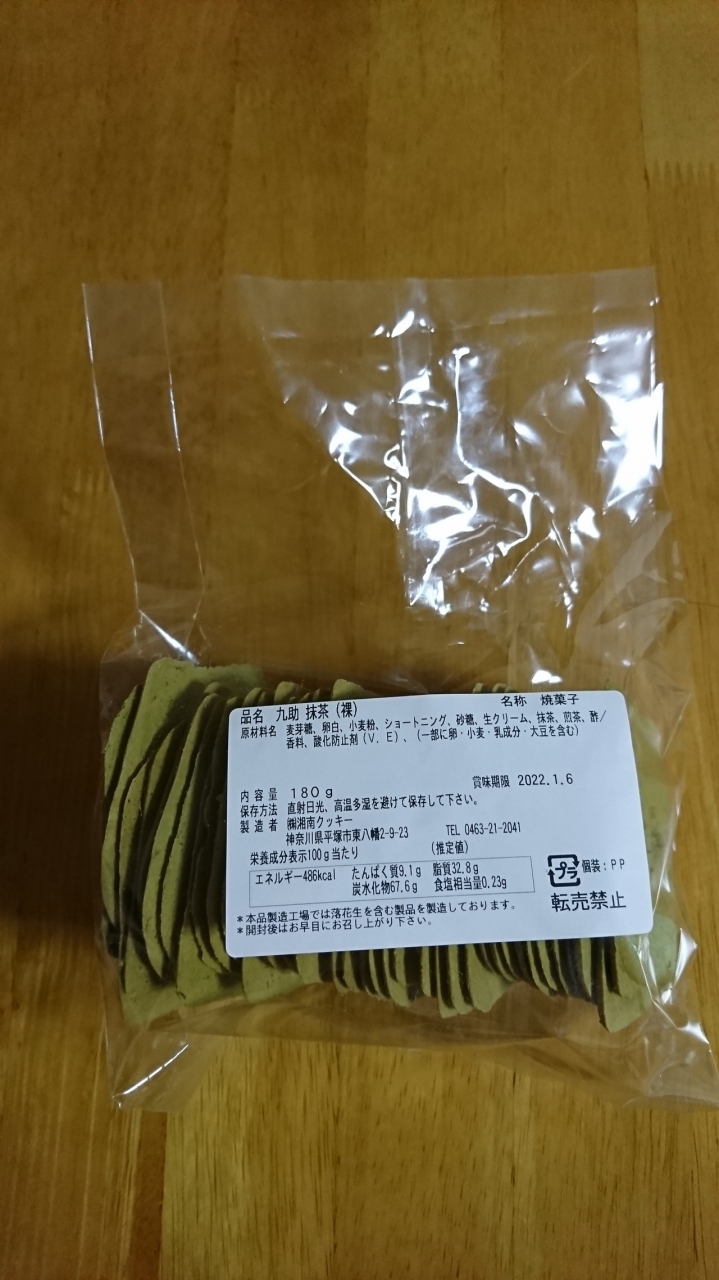 名称 焼菓子
品名 九助 抹茶(裸)
原材料名 麦芽糖、卵白、小麦粉、ショートニング、砂糖、生クリーム、抹茶、煎茶、酢/
香料、酸化防止剤(V.E)、(一部に卵・小麦・乳成分・大豆を含む)
内容量 180g 賞味期限 2022.1.6
保存方法 直射日光、高温多湿を避けて保存して下さい。
製造者 ㈱湘南クッキー
神奈川県平塚市東八幡2-9-23 TEL 0463-21-2041
栄養成分表示100g当たり (推定値)
エネルギー486kcal たんぱく質9.1g 脂質32.8g
炭水化物67.6g 食塩相当量0.23g
プラ 個装:PP
転売禁止
*本品製造工場では落花生を含む製品を製造しております。
*開封後はお早目にお召し上がり下さい。